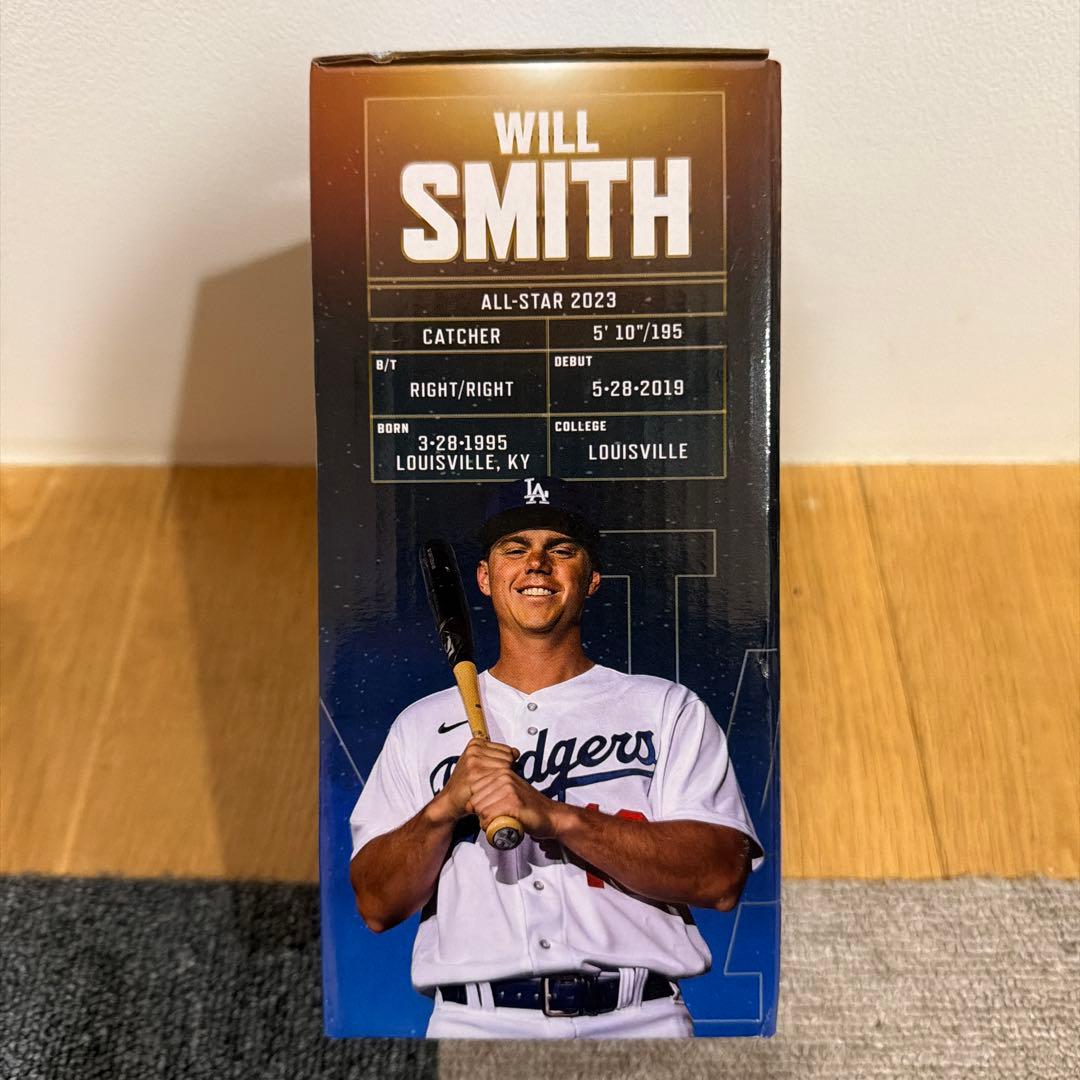 WILL
SMITH
ALL-STAR 2023
CATCHER
5' 10"/195
B/T
RIGHT/RIGHT
DEBUT
5•28•2019
BORN
3•28•1995
LOUISVILLE, KY
COLLEGE
LOUISVILLE
LA
Dodgers